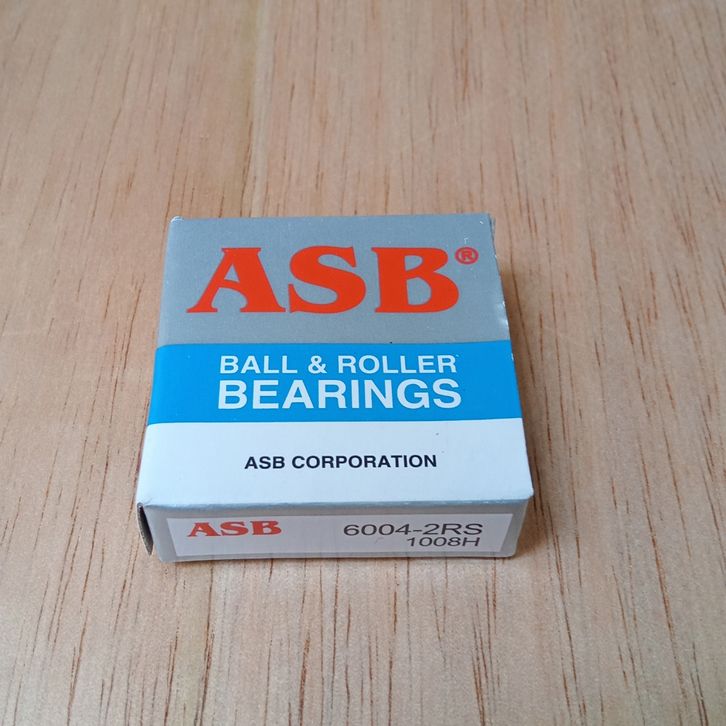 ASB®
BALL & ROLLER
BEARINGS
ASB CORPORATION
ASB 6004-2RS
1008H